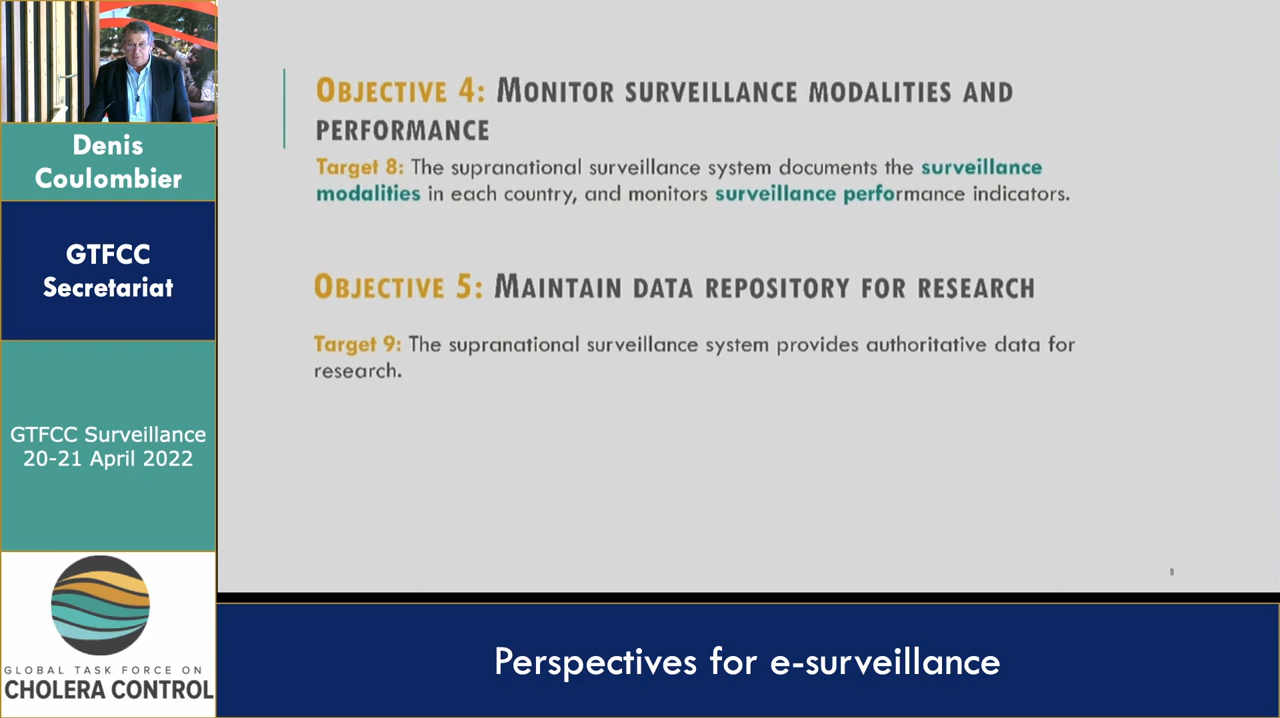 Denis
Coulombier
GTFCC
Secretariat
GTFCC Surveillance
20-21 April 2022
GLOBAL TASK FORCE ON
CHOLERA CONTROL
OBJECTIVE 4: MONITOR SURVEILLANCE MODALITIES AND
PERFORMANCE
Target 8: The supranational surveillance system documents the surveillance
modalities in each country, and monitors surveillance performance indicators.
OBJECTIVE 5: MAINTAIN DATA REPOSITORY FOR RESEARCH
Target 9: The supranational surveillance system provides authoritative data for
research.
8
Perspectives for e-surveillance